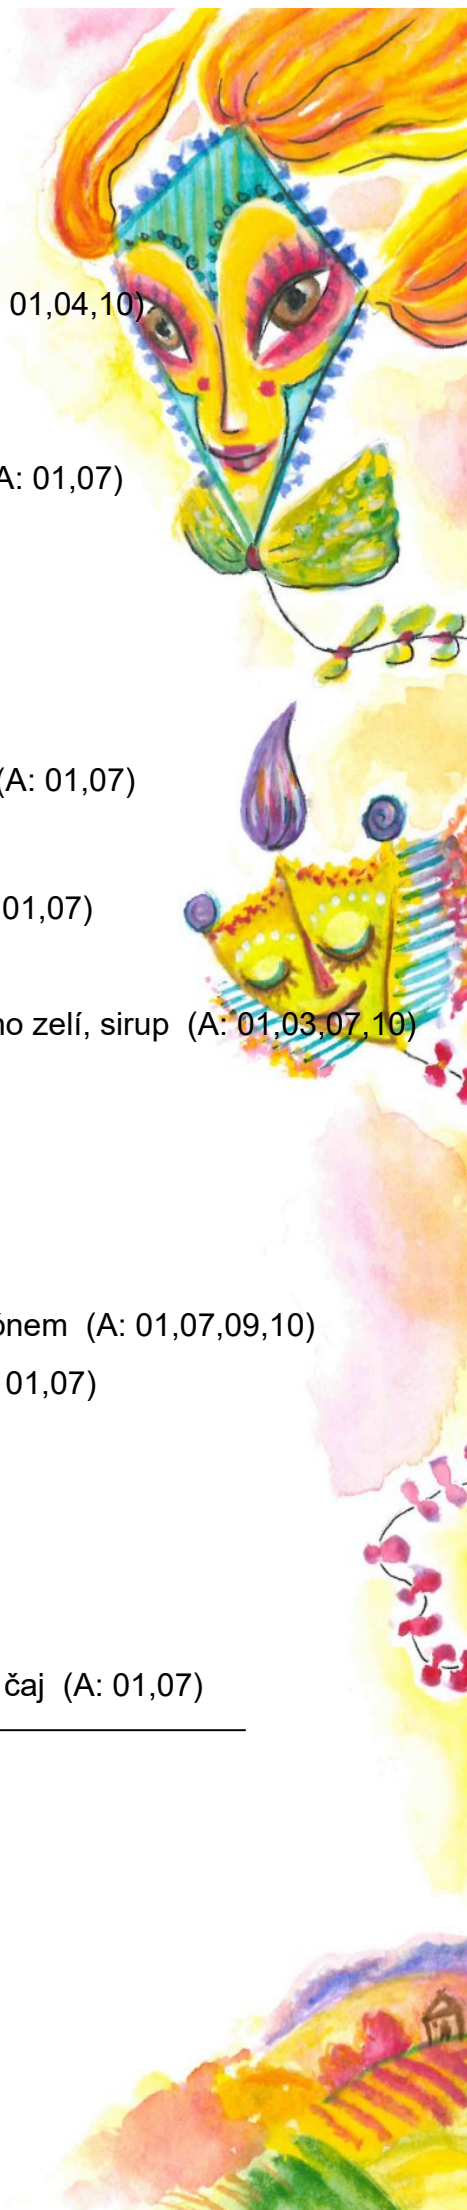 01,04,10)
A: 01,07)
(A: 01,07)
01,07)
ho zelí, sirup (A: 01,03,07,10)
ónem (A: 01,07,09,10)
01,07)
čaj (A: 01,07)